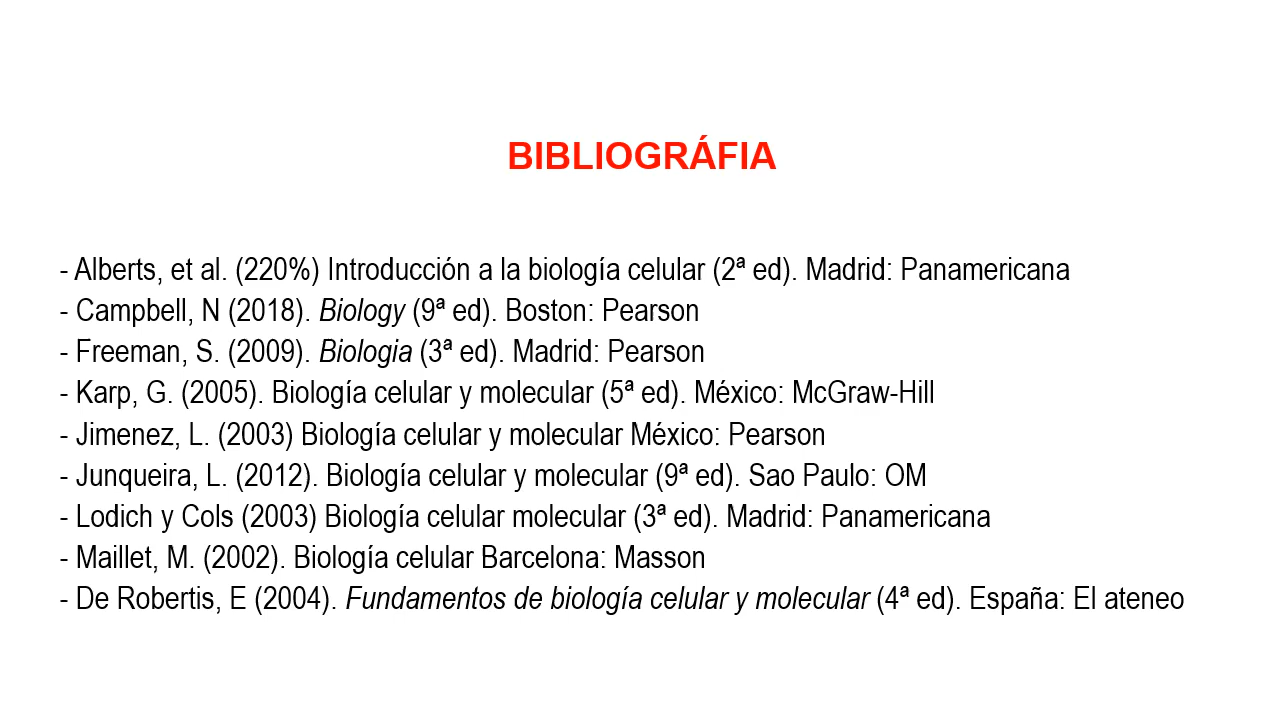 BIBLIOGRÁFIA
- Alberts, et al. (220%) Introducción a la biología celular (2ª ed). Madrid: Panamericana
- Campbell, N (2018). Biology (9ª ed). Boston: Pearson
- Freeman, S. (2009). Biologia (3ª ed). Madrid: Pearson
- Karp, G. (2005). Biología celular y molecular (5ª ed). México: McGraw-Hill
- Jimenez, L. (2003) Biología celular y molecular México: Pearson
- Junqueira, L. (2012). Biología celular y molecular (9ª ed). Sao Paulo: OM
- Lodich y Cols (2003) Biología celular molecular (3ª ed). Madrid: Panamericana
- Maillet, M. (2002). Biología celular Barcelona: Masson
- De Robertis, E (2004). Fundamentos de biología celular y molecular (4ª ed). España: El ateneo